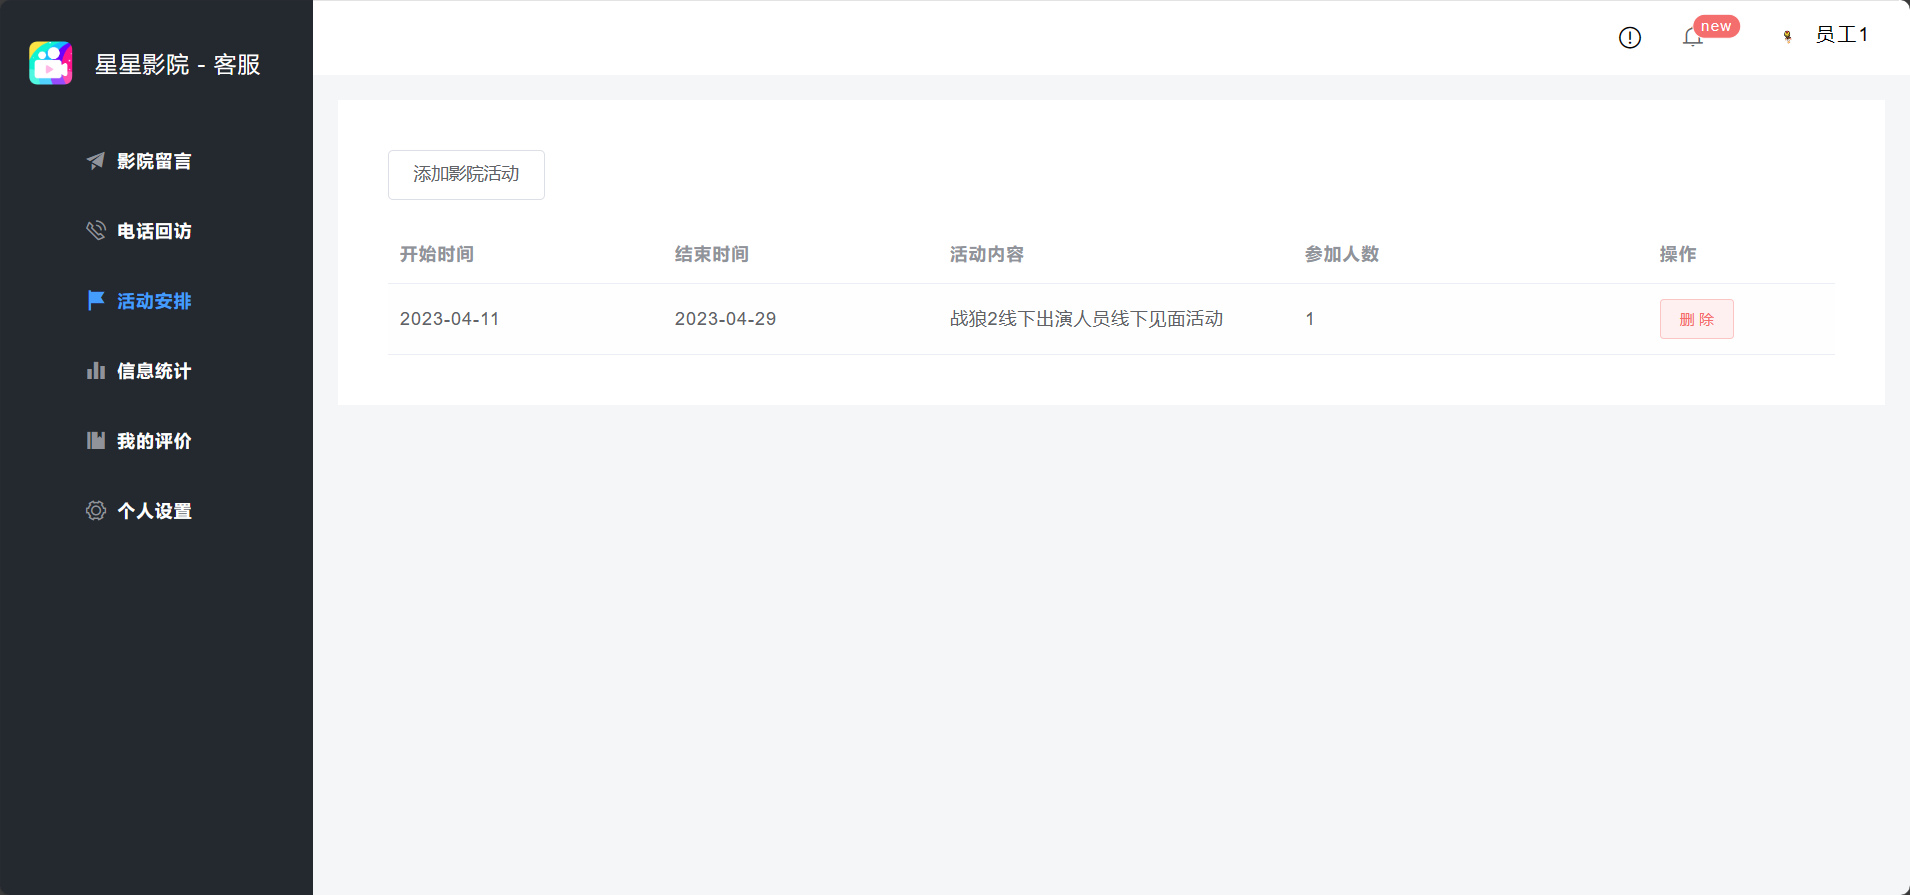 星星影院 - 客服
new
员工1
影院留言
电话回访
活动安排
信息统计
我的评价
个人设置
添加影院活动
开始时间 结束时间 活动内容 参加人数 操作
2023-04-11 2023-04-29 战狼2线下出演人员线下见面活动 1 删 除